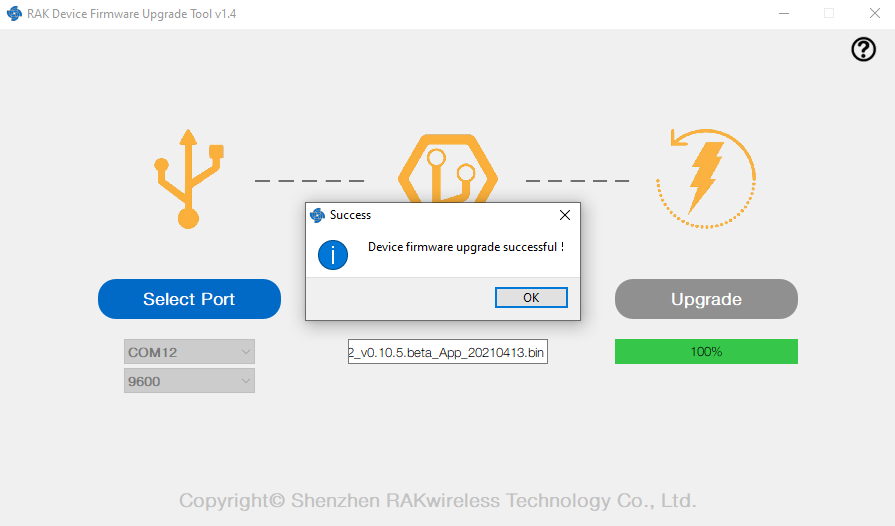 RAK Device Firmware Upgrade Tool v1.4
?
Success
Device firmware upgrade successful !
OK
Select Port
Upgrade
COM12
2_v0.10.5.beta_App_20210413.bin
100%
9600
Copyright© Shenzhen RAKwireless Technology Co., Ltd.